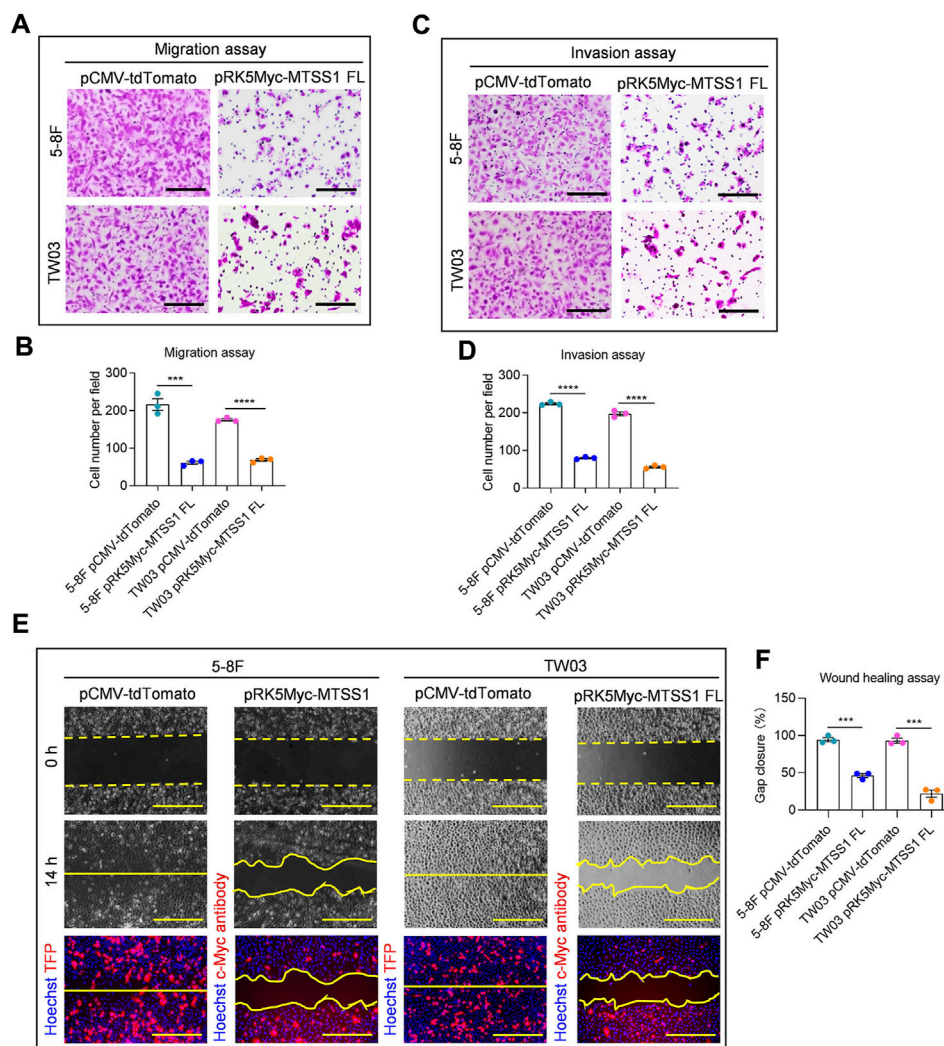 A
Migration assay
pCMV-tdTomato
pRK5Myc-MTSS1 FL
5-8F
TW03
B
Migration assay
Cell number per field
300
200
100
0
***
****
5-8F pCMV-tdTomato
5-8F pRK5Myc-MTSS1 FL
TW03 pCMV-tdTomato
TW03 pRK5Myc-MTSS1 FL
C
Invasion assay
pCMV-tdTomato
pRK5Myc-MTSS1 FL
5-8F
TW03
D
Invasion assay
Cell number per field
300
200
100
0
****
****
5-8F pCMV-tdTomato
5-8F pRK5Myc-MTSS1 FL
TW03 pCMV-tdTomato
TW03 pRK5Myc-MTSS1 FL
E
5-8F
TW03
pCMV-tdTomato
pRK5Myc-MTSS1
pCMV-tdTomato
pRK5Myc-MTSS1 FL
0 h
14 h
Hoechst TFP
Hoechst c-Myc antibody
Hoechst TFP
Hoechst c-Myc antibody
F
Wound healing assay
Gap closure (%)
150
100
50
0
***
***
5-8F pCMV-tdTomato
5-8F pRK5Myc-MTSS1 FL
TW03 pCMV-tdTomato
TW03 pRK5Myc-MTSS1 FL